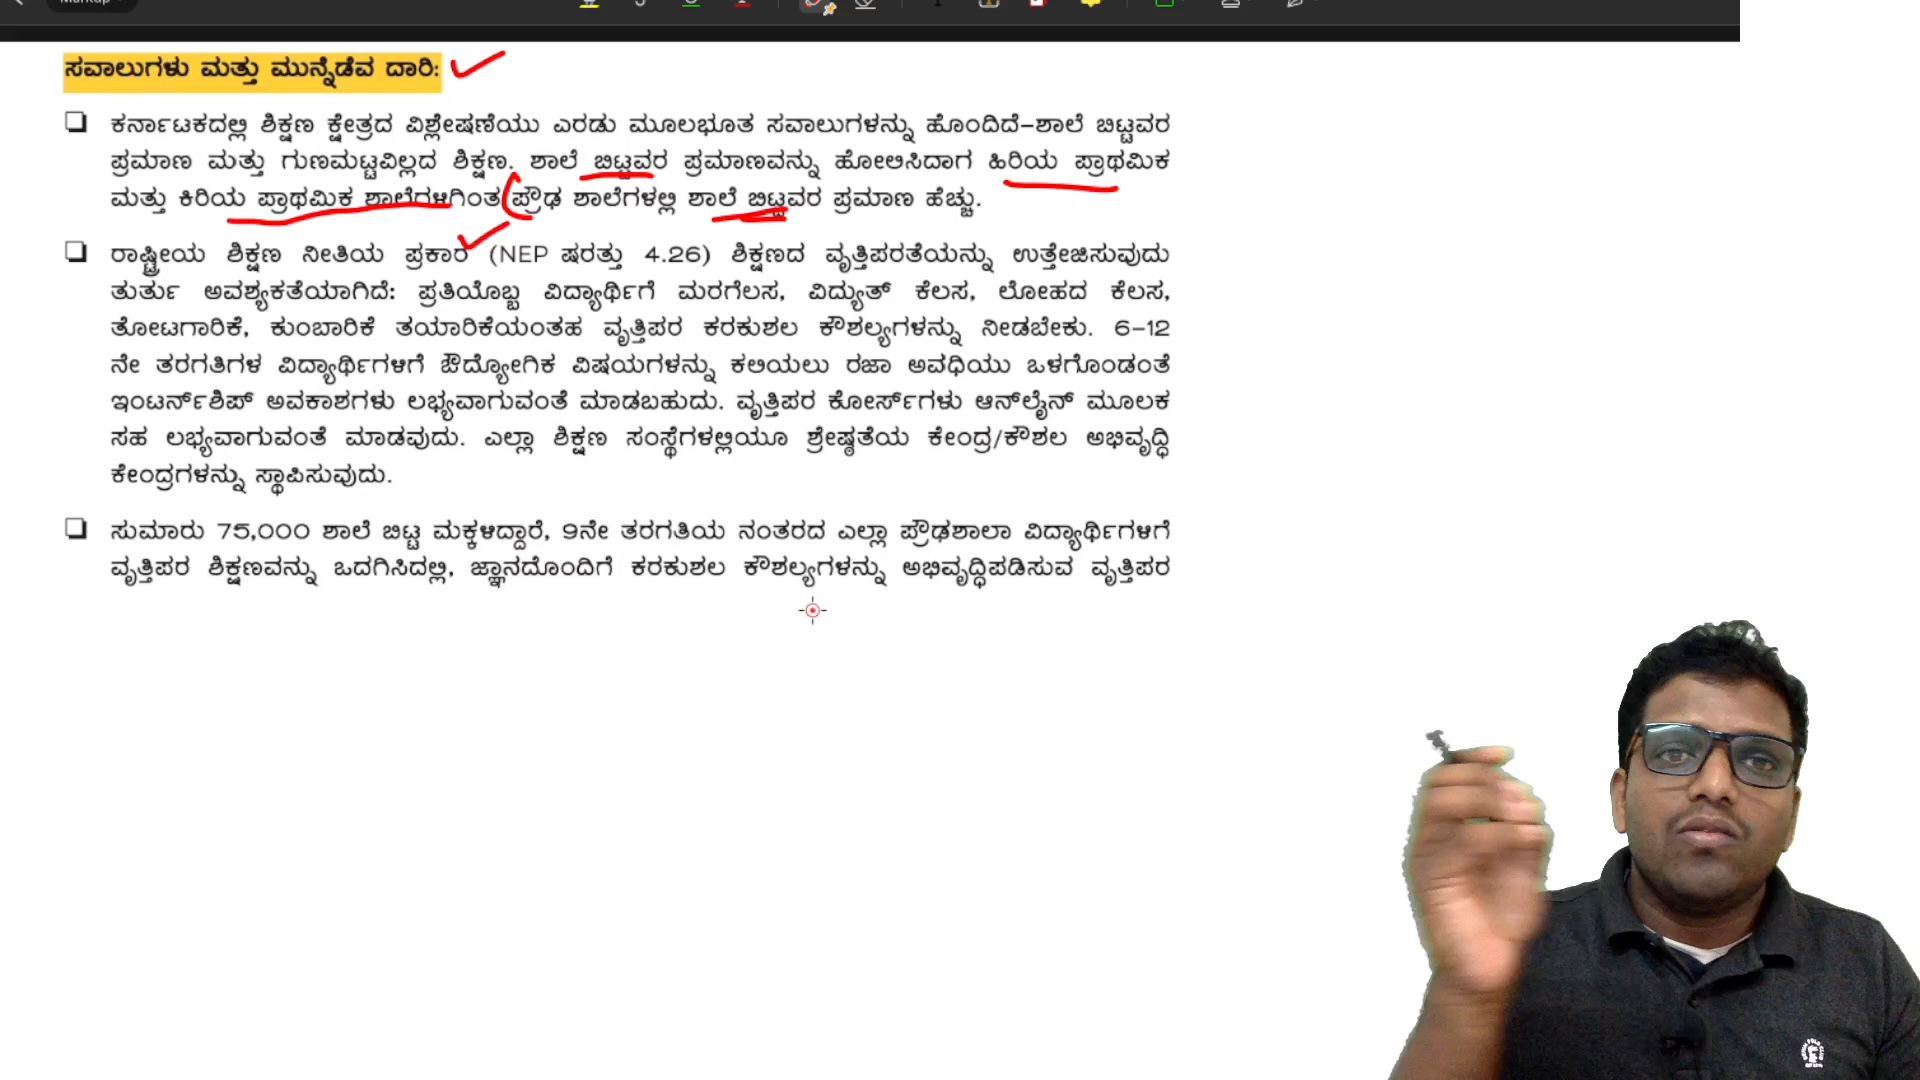 ಸವಾಲುಗಳು ಮತ್ತು ಮುನ್ನೆಡೆವ ದಾರಿ:
ಕರ್ನಾಟಕದಲ್ಲಿ ಶಿಕ್ಷಣ ಕ್ಷೇತ್ರದ ವಿಶ್ಲೇಷಣೆಯು ಎರಡು ಮೂಲಭೂತ ಸವಾಲುಗಳನ್ನು ಹೊಂದಿದೆ-ಶಾಲೆ ಬಿಟ್ಟವರ
ಪ್ರಮಾಣ ಮತ್ತು ಗುಣಮಟ್ಟವಿಲ್ಲದ ಶಿಕ್ಷಣ. ಶಾಲೆ ಬಿಟ್ಟವರ ಪ್ರಮಾಣವನ್ನು ಹೋಲಿಸಿದಾಗ ಹಿರಿಯ ಪ್ರಾಥಮಿಕ
ಮತ್ತು ಕಿರಿಯ ಪ್ರಾಥಮಿಕ ಶಾಲೆಗಳಿಗಿಂತ ಪ್ರೌಢ ಶಾಲೆಗಳಲ್ಲಿ ಶಾಲೆ ಬಿಟ್ಟವರ ಪ್ರಮಾಣ ಹೆಚ್ಚು.
ರಾಷ್ಟ್ರೀಯ ಶಿಕ್ಷಣ ನೀತಿಯ ಪ್ರಕಾರ (NEP ಷರತ್ತು 4.26) ಶಿಕ್ಷಣದ ವೃತ್ತಿಪರತೆಯನ್ನು ಉತ್ತೇಜಿಸುವುದು
ತುರ್ತು ಅವಶ್ಯಕತೆಯಾಗಿದೆ: ಪ್ರತಿಯೊಬ್ಬ ವಿದ್ಯಾರ್ಥಿಗೆ ಮರಗೆಲಸ, ವಿದ್ಯುತ್ ಕೆಲಸ, ಲೋಹದ ಕೆಲಸ,
ತೋಟಗಾರಿಕೆ, ಕುಂಬಾರಿಕೆ ತಯಾರಿಕೆಯಂತಹ ವೃತ್ತಿಪರ ಕರಕುಶಲ ಕೌಶಲ್ಯಗಳನ್ನು ನೀಡಬೇಕು. 6-12
ನೇ ತರಗತಿಗಳ ವಿದ್ಯಾರ್ಥಿಗಳಿಗೆ ಔದ್ಯೋಗಿಕ ವಿಷಯಗಳನ್ನು ಕಲಿಯಲು ರಜಾ ಅವಧಿಯು ಒಳಗೊಂಡಂತೆ
ಇಂಟರ್ನ್‌ಶಿಪ್ ಅವಕಾಶಗಳು ಲಭ್ಯವಾಗುವಂತೆ ಮಾಡಬಹುದು. ವೃತ್ತಿಪರ ಕೋರ್ಸ್‌ಗಳು ಆನ್‌ಲೈನ್ ಮೂಲಕ
ಸಹ ಲಭ್ಯವಾಗುವಂತೆ ಮಾಡವುದು. ಎಲ್ಲಾ ಶಿಕ್ಷಣ ಸಂಸ್ಥೆಗಳಲ್ಲಿಯೂ ಶ್ರೇಷ್ಠತೆಯ ಕೇಂದ್ರ/ಕೌಶಲ ಅಭಿವೃದ್ಧಿ
ಕೇಂದ್ರಗಳನ್ನು ಸ್ಥಾಪಿಸುವುದು.
ಸುಮಾರು 75,000 ಶಾಲೆ ಬಿಟ್ಟ ಮಕ್ಕಳಿದ್ದಾರೆ, 9ನೇ ತರಗತಿಯ ನಂತರದ ಎಲ್ಲಾ ಪ್ರೌಢಶಾಲಾ ವಿದ್ಯಾರ್ಥಿಗಳಿಗೆ
ವೃತ್ತಿಪರ ಶಿಕ್ಷಣವನ್ನು ಒದಗಿಸಿದಲ್ಲಿ, ಜ್ಞಾನದೊಂದಿಗೆ ಕರಕುಶಲ ಕೌಶಲ್ಯಗಳನ್ನು ಅಭಿವೃದ್ಧಿಪಡಿಸುವ ವೃತ್ತಿಪರ